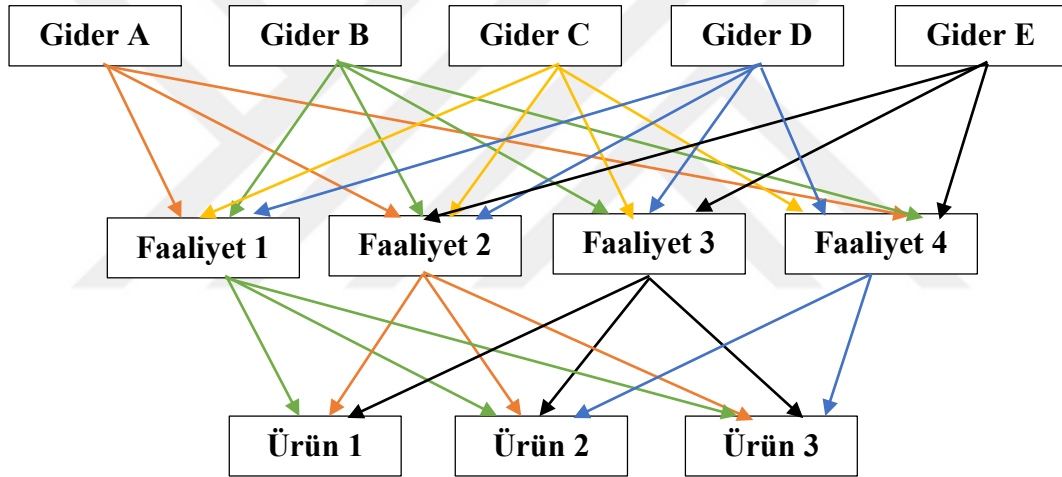 Gider A
Gider B
Gider C
Gider D
Gider E
Faaliyet 1
Faaliyet 2
Faaliyet 3
Faaliyet 4
Ürün 1
Ürün 2
Ürün 3